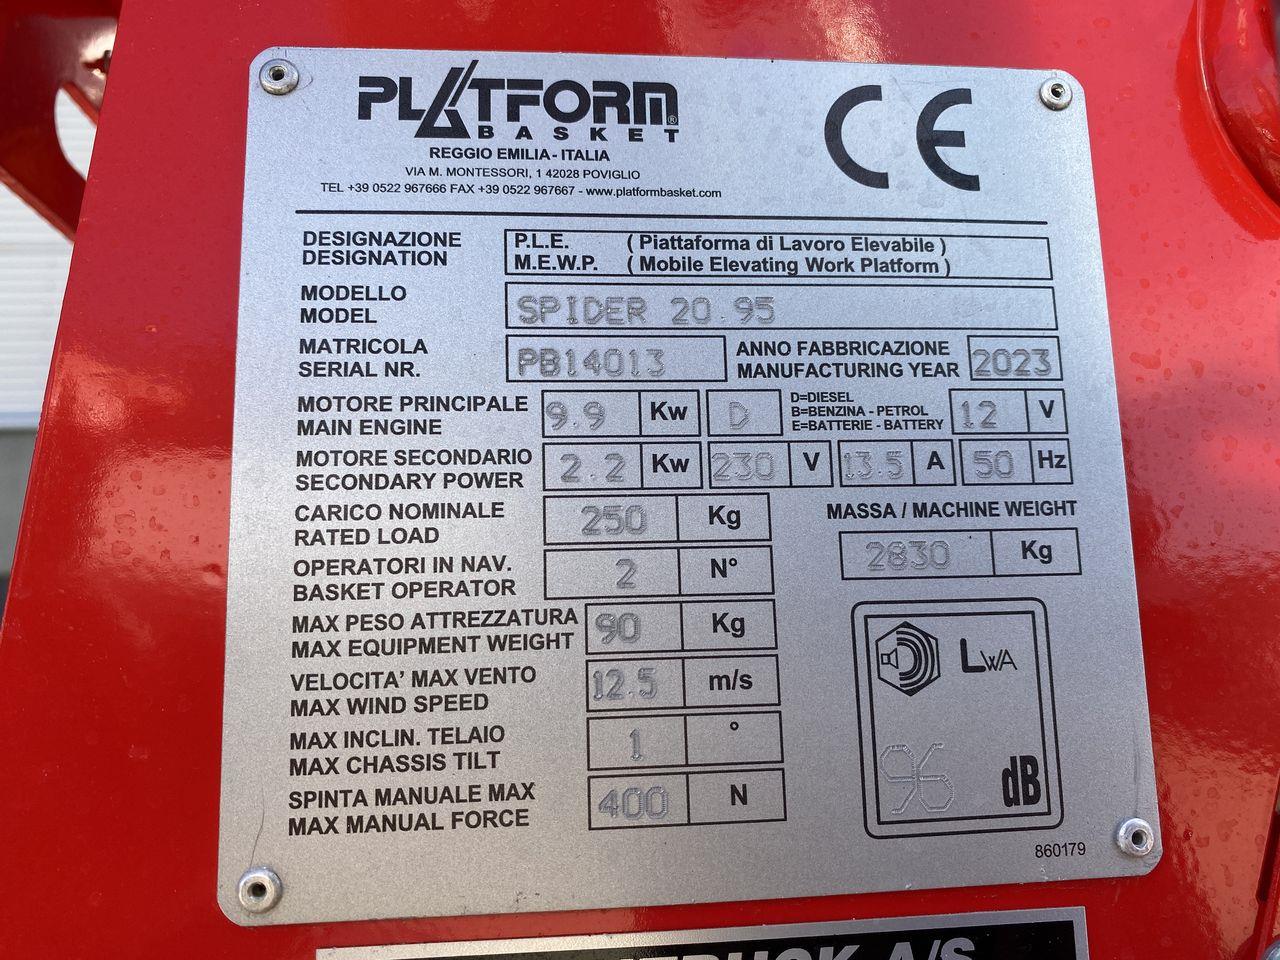 PLATFORM®
BASKET
REGGIO EMILIA - ITALIA
VIA M. MONTESSORI, 1 42028 POVIGLIO
TEL +39 0522 967666 FAX +39 0522 967667 - www.platformbasket.com
CE
DESIGNAZIONE P.L.E. ( Piattaforma di Lavoro Elevabile )
DESIGNATION M.E.W.P. ( Mobile Elevating Work Platform )
MODELLO
MODEL SPIDER 20.95
MATRICOLA ANNO FABBRICAZIONE
SERIAL NR. PB14013 MANUFACTURING YEAR 2023
MOTORE PRINCIPALE
MAIN ENGINE 9.9 Kw D
D=DIESEL
B=BENZINA - PETROL
E=BATTERIE - BATTERY
12 V
MOTORE SECONDARIO
SECONDARY POWER 2.2 Kw 230 V 13.5 A 50 Hz
CARICO NOMINALE
RATED LOAD 250 Kg
MASSA / MACHINE WEIGHT
2830 Kg
OPERATORI IN NAV.
BASKET OPERATOR 2 N°
MAX PESO ATTREZZATURA
MAX EQUIPMENT WEIGHT 90 Kg
VELOCITA' MAX VENTO
MAX WIND SPEED 12.5 m/s
MAX INCLIN. TELAIO
MAX CHASSIS TILT 1 °
SPINTA MANUALE MAX
MAX MANUAL FORCE 400 N
LWA
96 dB
860179
A/S